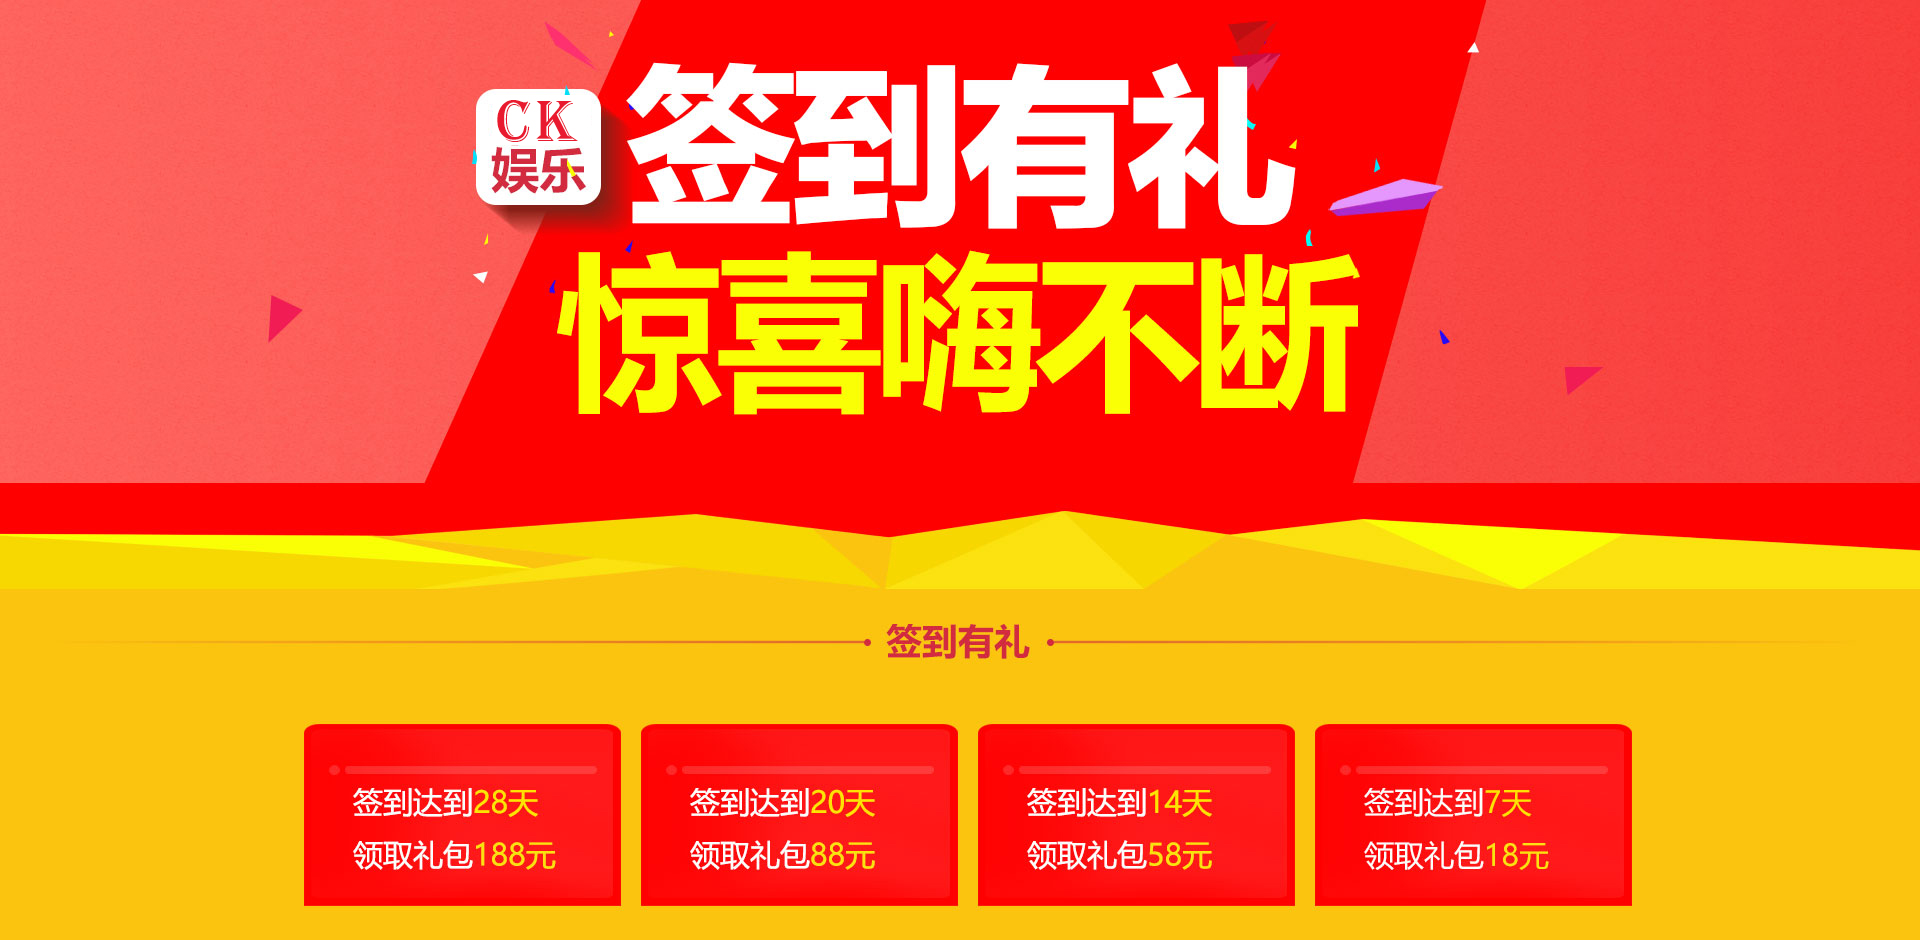 CK
娱乐
签到有礼
惊喜嗨不断
签到有礼
签到达到28天
领取礼包188元
签到达到20天
领取礼包88元
签到达到14天
领取礼包58元
签到达到7天
领取礼包18元